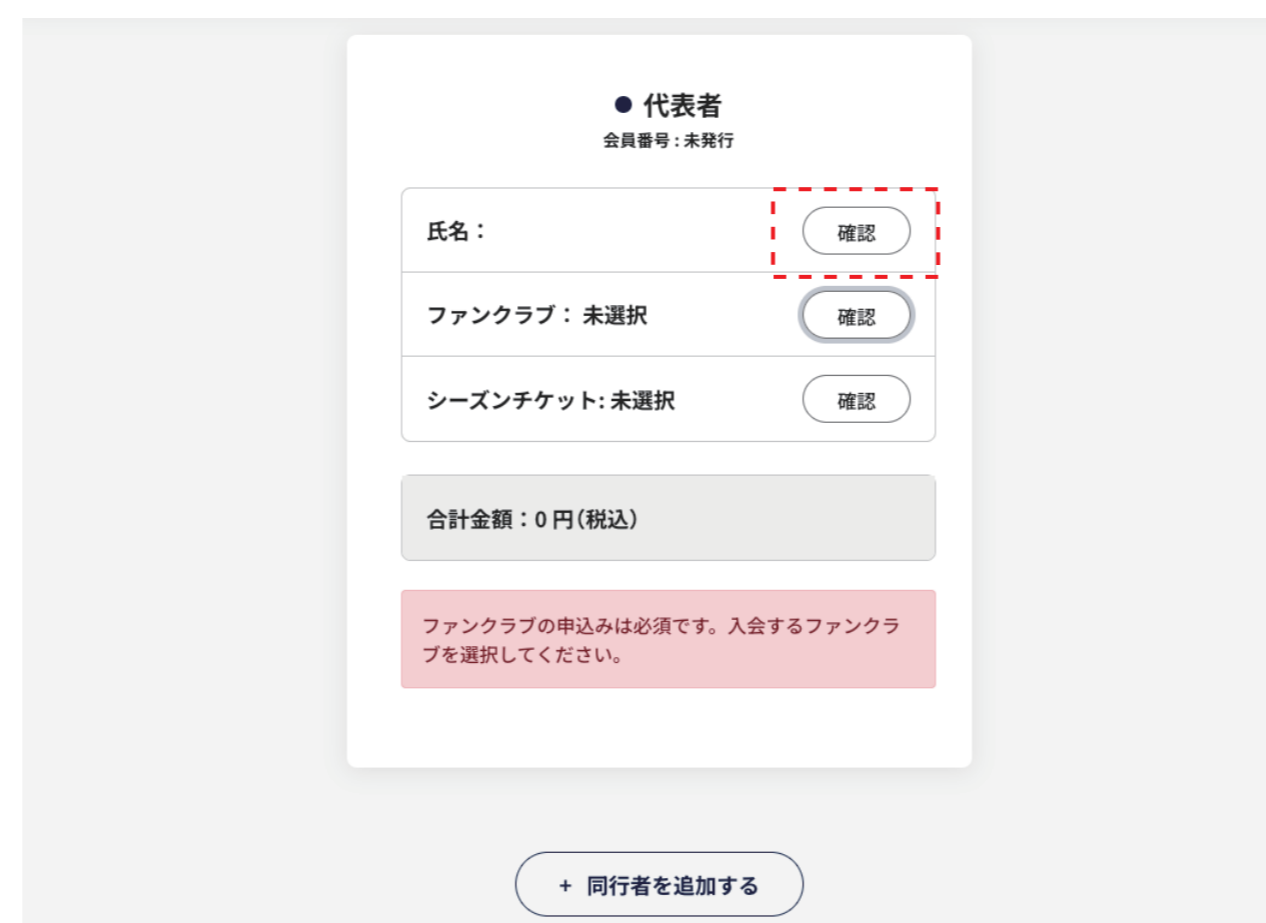 ● 代表者
会員番号 : 未発行
氏名：
確認
ファンクラブ： 未選択
確認
シーズンチケット: 未選択
確認
合計金額：0 円(税込)
ファンクラブの申込みは必須です。入会するファンクラ
ブを選択してください。
+ 同行者を追加する